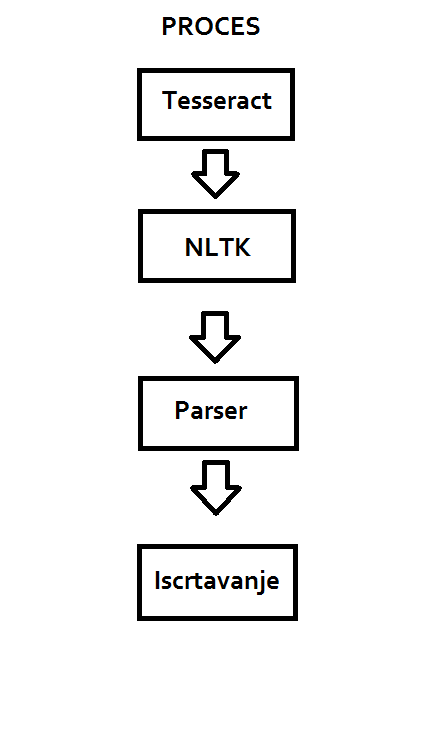 PROCES
Tesseract
NLTK
Parser
Iscrtavanje